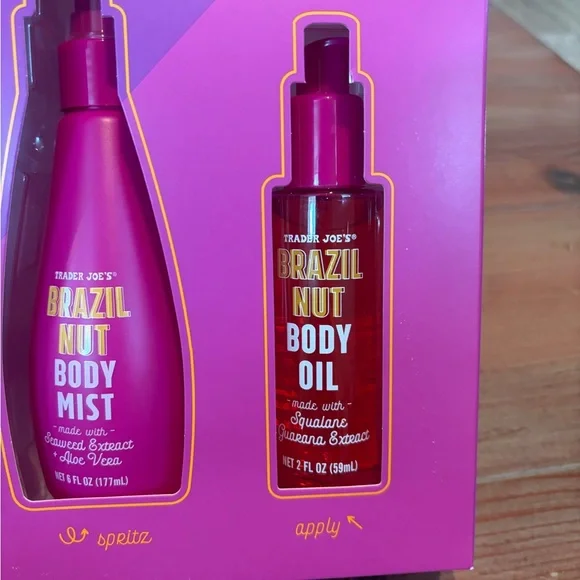 TRADER JOE'S®
BRAZIL
NUT
BODY
MIST
- made with -
Seaweed Extract
+ Aloe Vera
NET 6 FL OZ (177mL)
spritz
TRADER JOE'S®
BRAZIL
NUT
BODY
OIL
- made with -
Squalane
Guarana Extract
NET 2 FL OZ (59mL)
apply